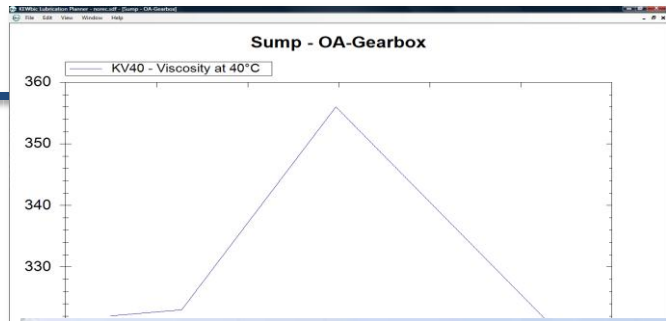 KEWbic Lubrication Planner - norec.sdf - [Sump - OA-Gearbox]
File Edit View Window Help
Sump - OA-Gearbox
KV40 - Viscosity at 40°C
360
350
340
330